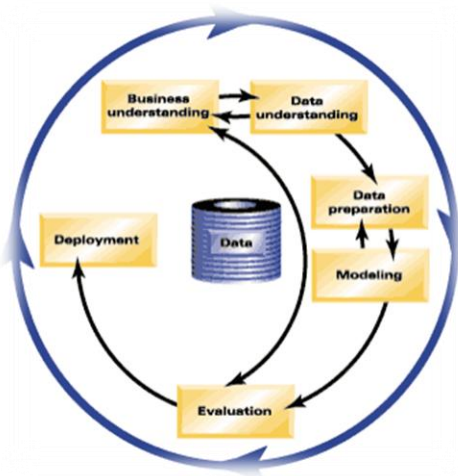 Business
understanding
Data
understanding
Data
preparation
Modeling
Evaluation
Deployment
Data